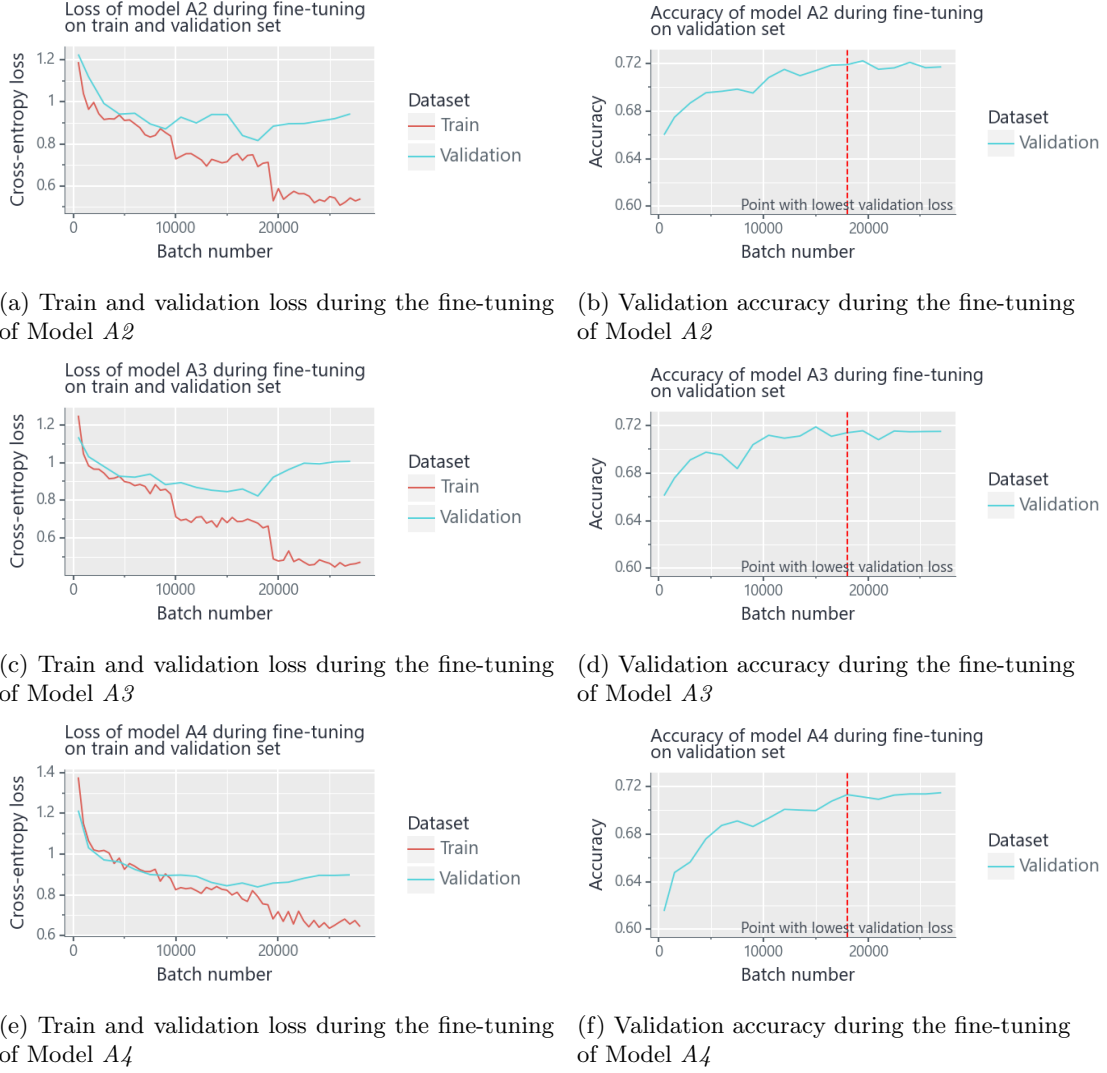 Loss of model A2 during fine-tuning
on train and validation set
Cross-entropy loss
1.2
1
0.8
0.6
0
10000
20000
Batch number
Dataset
Train
Validation
Accuracy of model A2 during fine-tuning
on validation set
Accuracy
0.72
0.68
0.64
0.60
Point with lowest validation loss
0
10000
20000
Batch number
Dataset
Validation
(a) Train and validation loss during the fine-tuning
of Model A2
(b) Validation accuracy during the fine-tuning
of Model A2
Loss of model A3 during fine-tuning
on train and validation set
Cross-entropy loss
1.2
1
0.8
0.6
0
10000
20000
Batch number
Dataset
Train
Validation
Accuracy of model A3 during fine-tuning
on validation set
Accuracy
0.72
0.68
0.64
0.60
Point with lowest validation loss
0
10000
20000
Batch number
Dataset
Validation
(c) Train and validation loss during the fine-tuning
of Model A3
(d) Validation accuracy during the fine-tuning
of Model A3
Loss of model A4 during fine-tuning
on train and validation set
Cross-entropy loss
1.4
1.2
1
0.8
0.6
0
10000
20000
Batch number
Dataset
Train
Validation
Accuracy of model A4 during fine-tuning
on validation set
Accuracy
0.72
0.68
0.64
0.60
Point with lowest validation loss
0
10000
20000
Batch number
Dataset
Validation
(e) Train and validation loss during the fine-tuning
of Model A4
(f) Validation accuracy during the fine-tuning
of Model A4